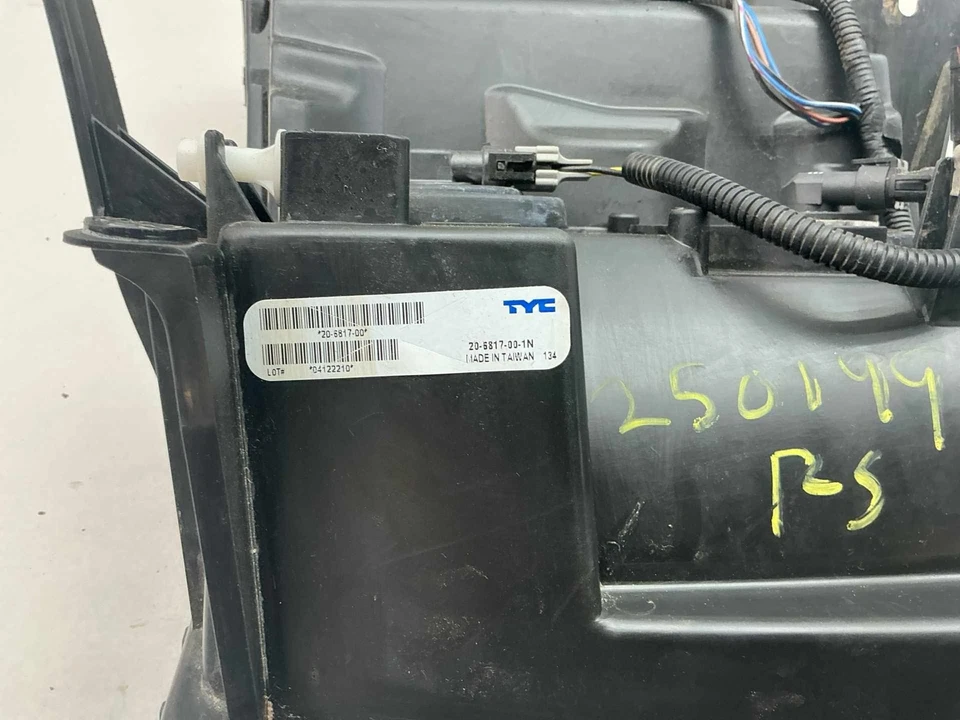 TYC
*20-6817-00*
20-6817-00-1N
MADE IN TAIWAN 134
LOT# *04122210*
250199
RS